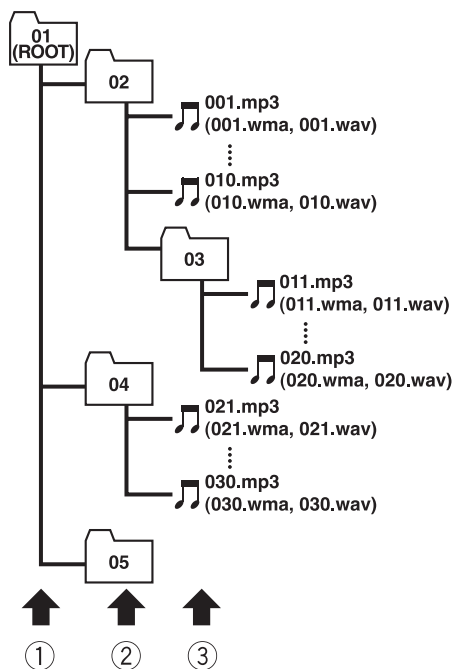 01
(ROOT)
02
001.mp3
(001.wma, 001.wav)
010.mp3
(010.wma, 010.wav)
03
011.mp3
(011.wma, 011.wav)
020.mp3
(020.wma, 020.wav)
04
021.mp3
(021.wma, 021.wav)
030.mp3
(030.wma, 030.wav)
05
① ② ③